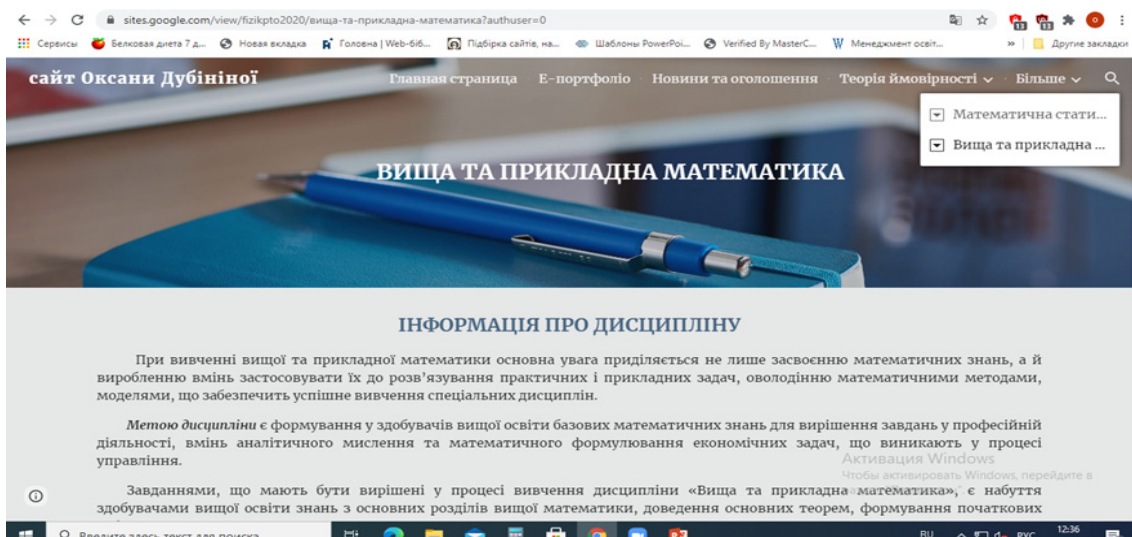 sites.google.com/view/fizikpto2020/вища-та-прикладна-математика?authuser=0
Сервисы Белковая диета 7 д... Новая вкладка Головна | Web-біб... Підбірка сайтів, на... Шаблоны PowerPoi... Verified By MasterC... Менеджмент освіт... » Другие закладки
сайт Оксани Дубініної Главная страница Е-портфоліо Новини та оголошення Теорія ймовірності Більше
Математична стати...
Вища та прикладна ...
ВИЩА ТА ПРИКЛАДНА МАТЕМАТИКА
ІНФОРМАЦІЯ ПРО ДИСЦИПЛІНУ
При вивченні вищої та прикладної математики основна увага приділяється не лише засвоєнню математичних знань, а й
виробленню вмінь застосовувати їх до розв'язування практичних і прикладних задач, оволодінню математичними методами,
моделями, що забезпечить успішне вивчення спеціальних дисциплін.
Метою дисципліни є формування у здобувачів вищої освіти базових математичних знань для вирішення завдань у професійній
діяльності, вмінь аналітичного мислення та математичного формулювання економічних задач, що виникають у процесі
управління.
Активация Windows
Чтобы активировать Windows, перейдите в
Завданнями, що мають бути вирішені у процесі вивчення дисципліни «Вища та прикладна математика», є набуття
здобувачами вищої освіти знань з основних розділів вищої математики, доведення основних теорем, формування початкових
Введите здесь текст для поиска
RU РУС 12:36